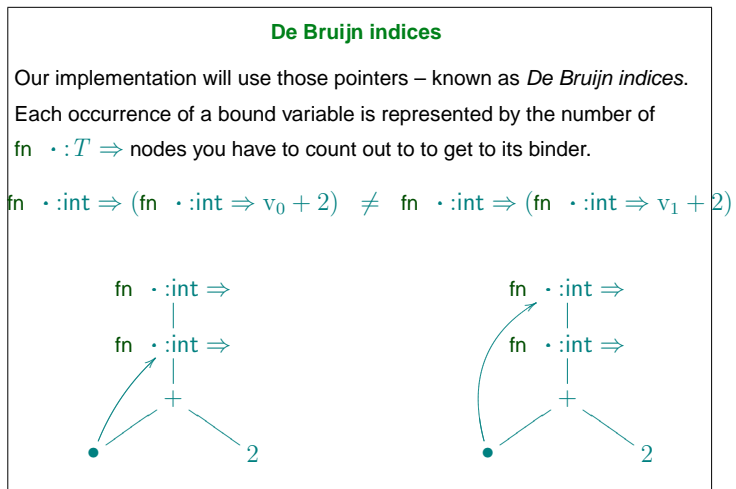 De Bruijn indices
Our implementation will use those pointers – known as De Bruijn indices.
Each occurrence of a bound variable is represented by the number of
fn · : T ⇒ nodes you have to count out to to get to its binder.
fn · :int ⇒ (fn · :int ⇒ v₀ + 2) ≠ fn · :int ⇒ (fn · :int ⇒ v₁ + 2)
fn · :int ⇒ fn · :int ⇒
fn · :int ⇒ fn · :int ⇒
+ +
• 2 • 2